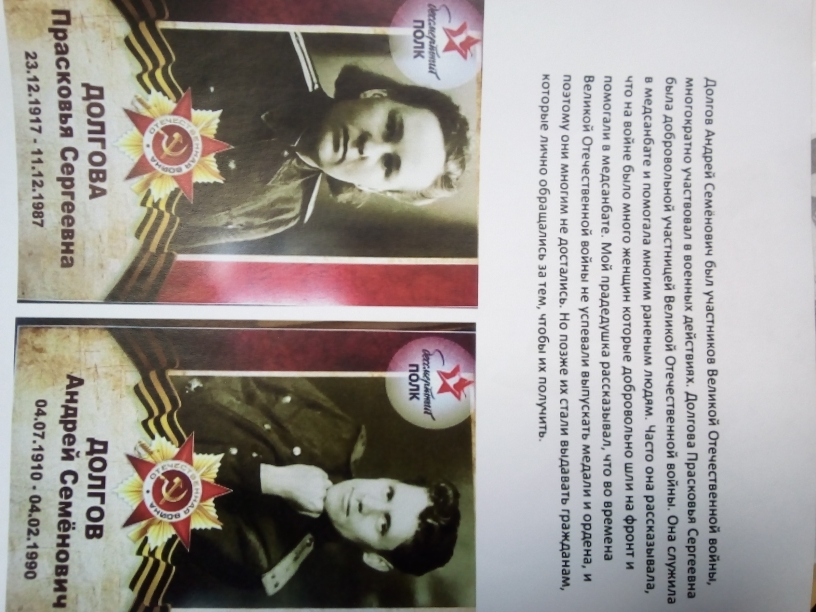 Долгов Андрей Семёнович был участников Великой Отечественной войны,
многократно участвовал в военных действиях. Долгова Прасковья Сергеевна
была добровольной участницей Великой Отечественной войны. Она служила
в медсанбате и помогала многим раненым людям. Часто она рассказывала,
что на войне было много женщин которые добровольно шли на фронт и
помогали в медсанбате. Мой прадедушка рассказывал, что во времена
Великой Отечественной войны не успевали выпускать медали и ордена, и
поэтому они многим не достались. Но позже их стали выдавать гражданам,
которые лично обращались за тем, чтобы их получить.
бессмертный
ПОЛК
ОТЕЧЕСТВЕННАЯ ВОЙНА
ДОЛГОВА
Прасковья Сергеевна
23.12.1917 - 11.12.1987
бессмертный
ПОЛК
ОТЕЧЕСТВЕННАЯ ВОЙНА
ДОЛГОВ
Андрей Семёнович
04.07.1910 - 04.02.1990